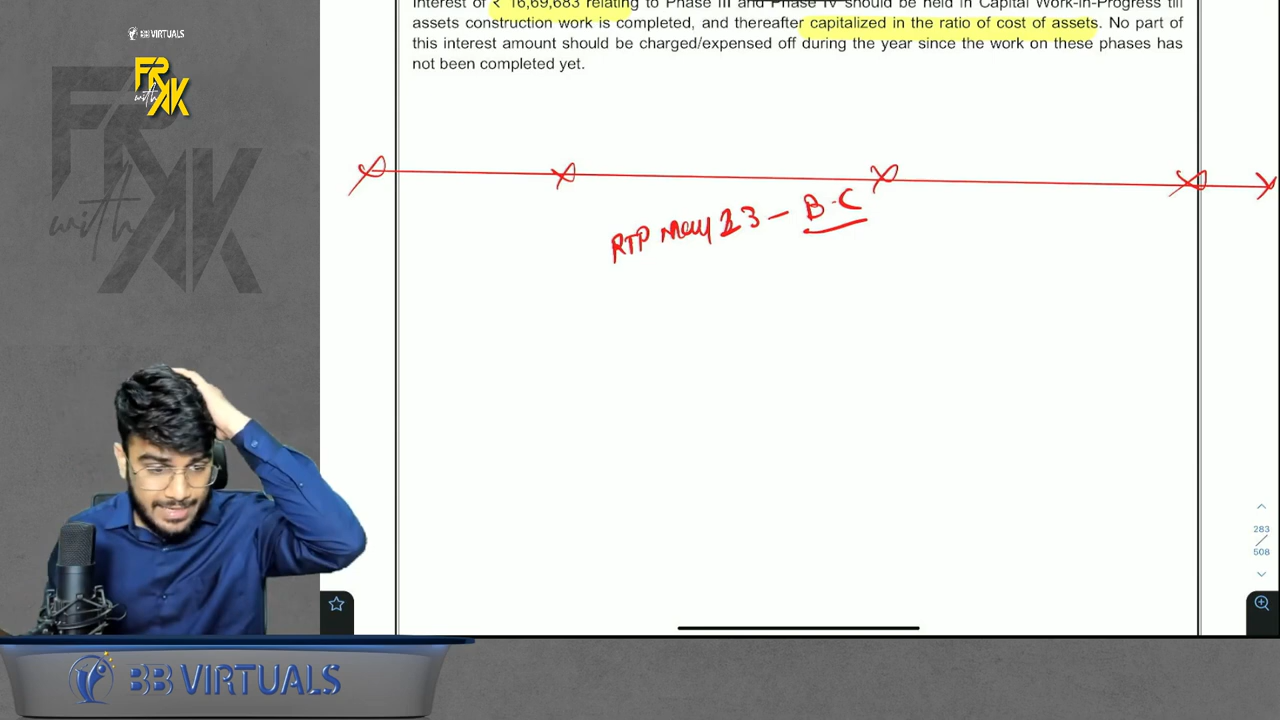 BB VIRTUALS
FR
with
AK
FR
with
AK
Interest of ₹ 16,69,683 relating to Phase III and Phase IV should be held in Capital Work-in-Progress till
assets construction work is completed, and thereafter capitalized in the ratio of cost of assets. No part of
this interest amount should be charged/expensed off during the year since the work on these phases has
not been completed yet.
RTP May 23 - B.C
283
508
BB VIRTUALS